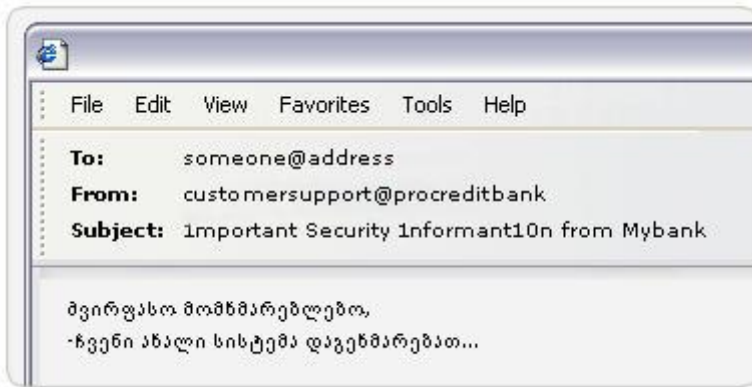 File Edit View Favorites Tools Help
To: someone@address
From: customersupport@procreditbank
Subject: 1mportant Security 1nformant10n from Mybank
ძვირფასო მომხმარებლებო,
-ჩვენი ახალი სისტემა დაგეხმარებათ...